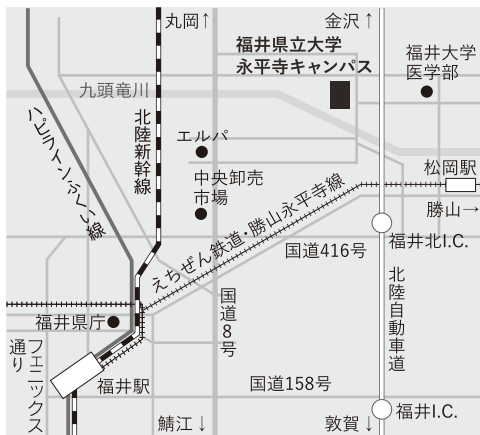 丸岡↑
金沢↑
福井県立大学
永平寺キャンパス
福井大学
医学部
九頭竜川
北陸新幹線
ハピラインふくい線
エルパ
中央卸売
市場
松岡駅
勝山→
えちぜん鉄道・勝山永平寺線
福井北I.C.
国道416号
北陸自動車道
国道8号
福井県庁
フェニックス
通り
福井駅
国道158号
福井I.C.
鯖江↓
敦賀↓